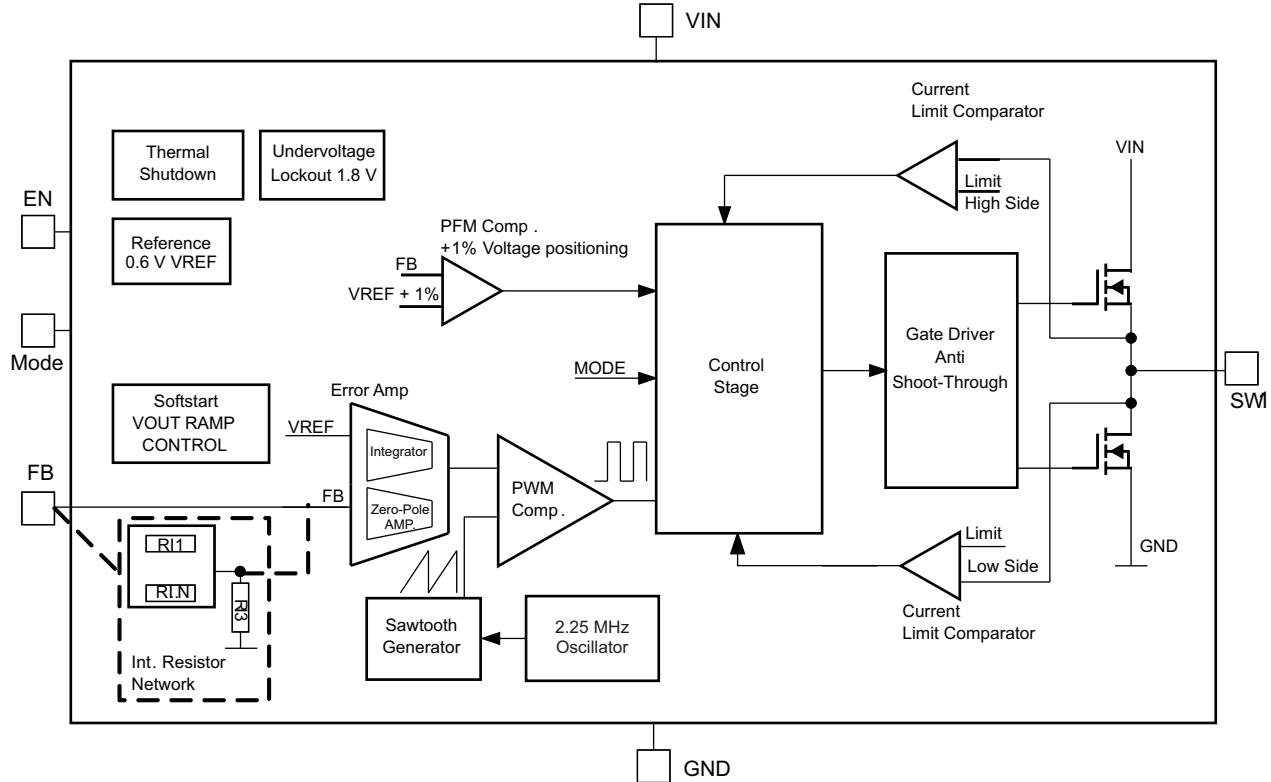 VIN
Current
Limit Comparator
Thermal
Shutdown
Undervoltage
Lockout 1.8 V
VIN
Limit
High Side
EN
Reference
0.6 V VREF
PFM Comp .
+1% Voltage positioning
FB
VREF + 1%
Mode
MODE
Control
Stage
Gate Driver
Anti
Shoot-Through
SW1
Softstart
VOUT RAMP
CONTROL
Error Amp
VREF
Integrator
FB
FB
Zero-Pole
AMP.
PWM
Comp .
Limit
Low Side
GND
RI1
RI..N
RI3
Int. Resistor
Network
Sawtooth
Generator
2.25 MHz
Oscillator
Current
Limit Comparator
GND